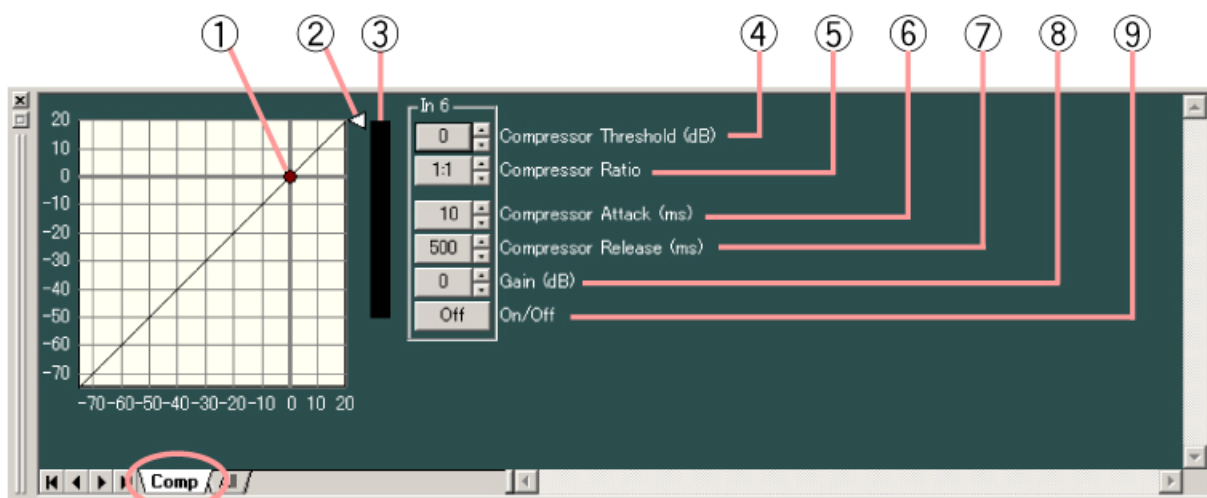 ① ② ③ ④ ⑤ ⑥ ⑦ ⑧ ⑨
In 6
20
10
0
-10
-20
-30
-40
-50
-60
-70
-70 -60 -50 -40 -30 -20 -10 0 10 20
0 Compressor Threshold (dB)
1:1 Compressor Ratio
10 Compressor Attack (ms)
500 Compressor Release (ms)
0 Gain (dB)
Off On/Off
Comp